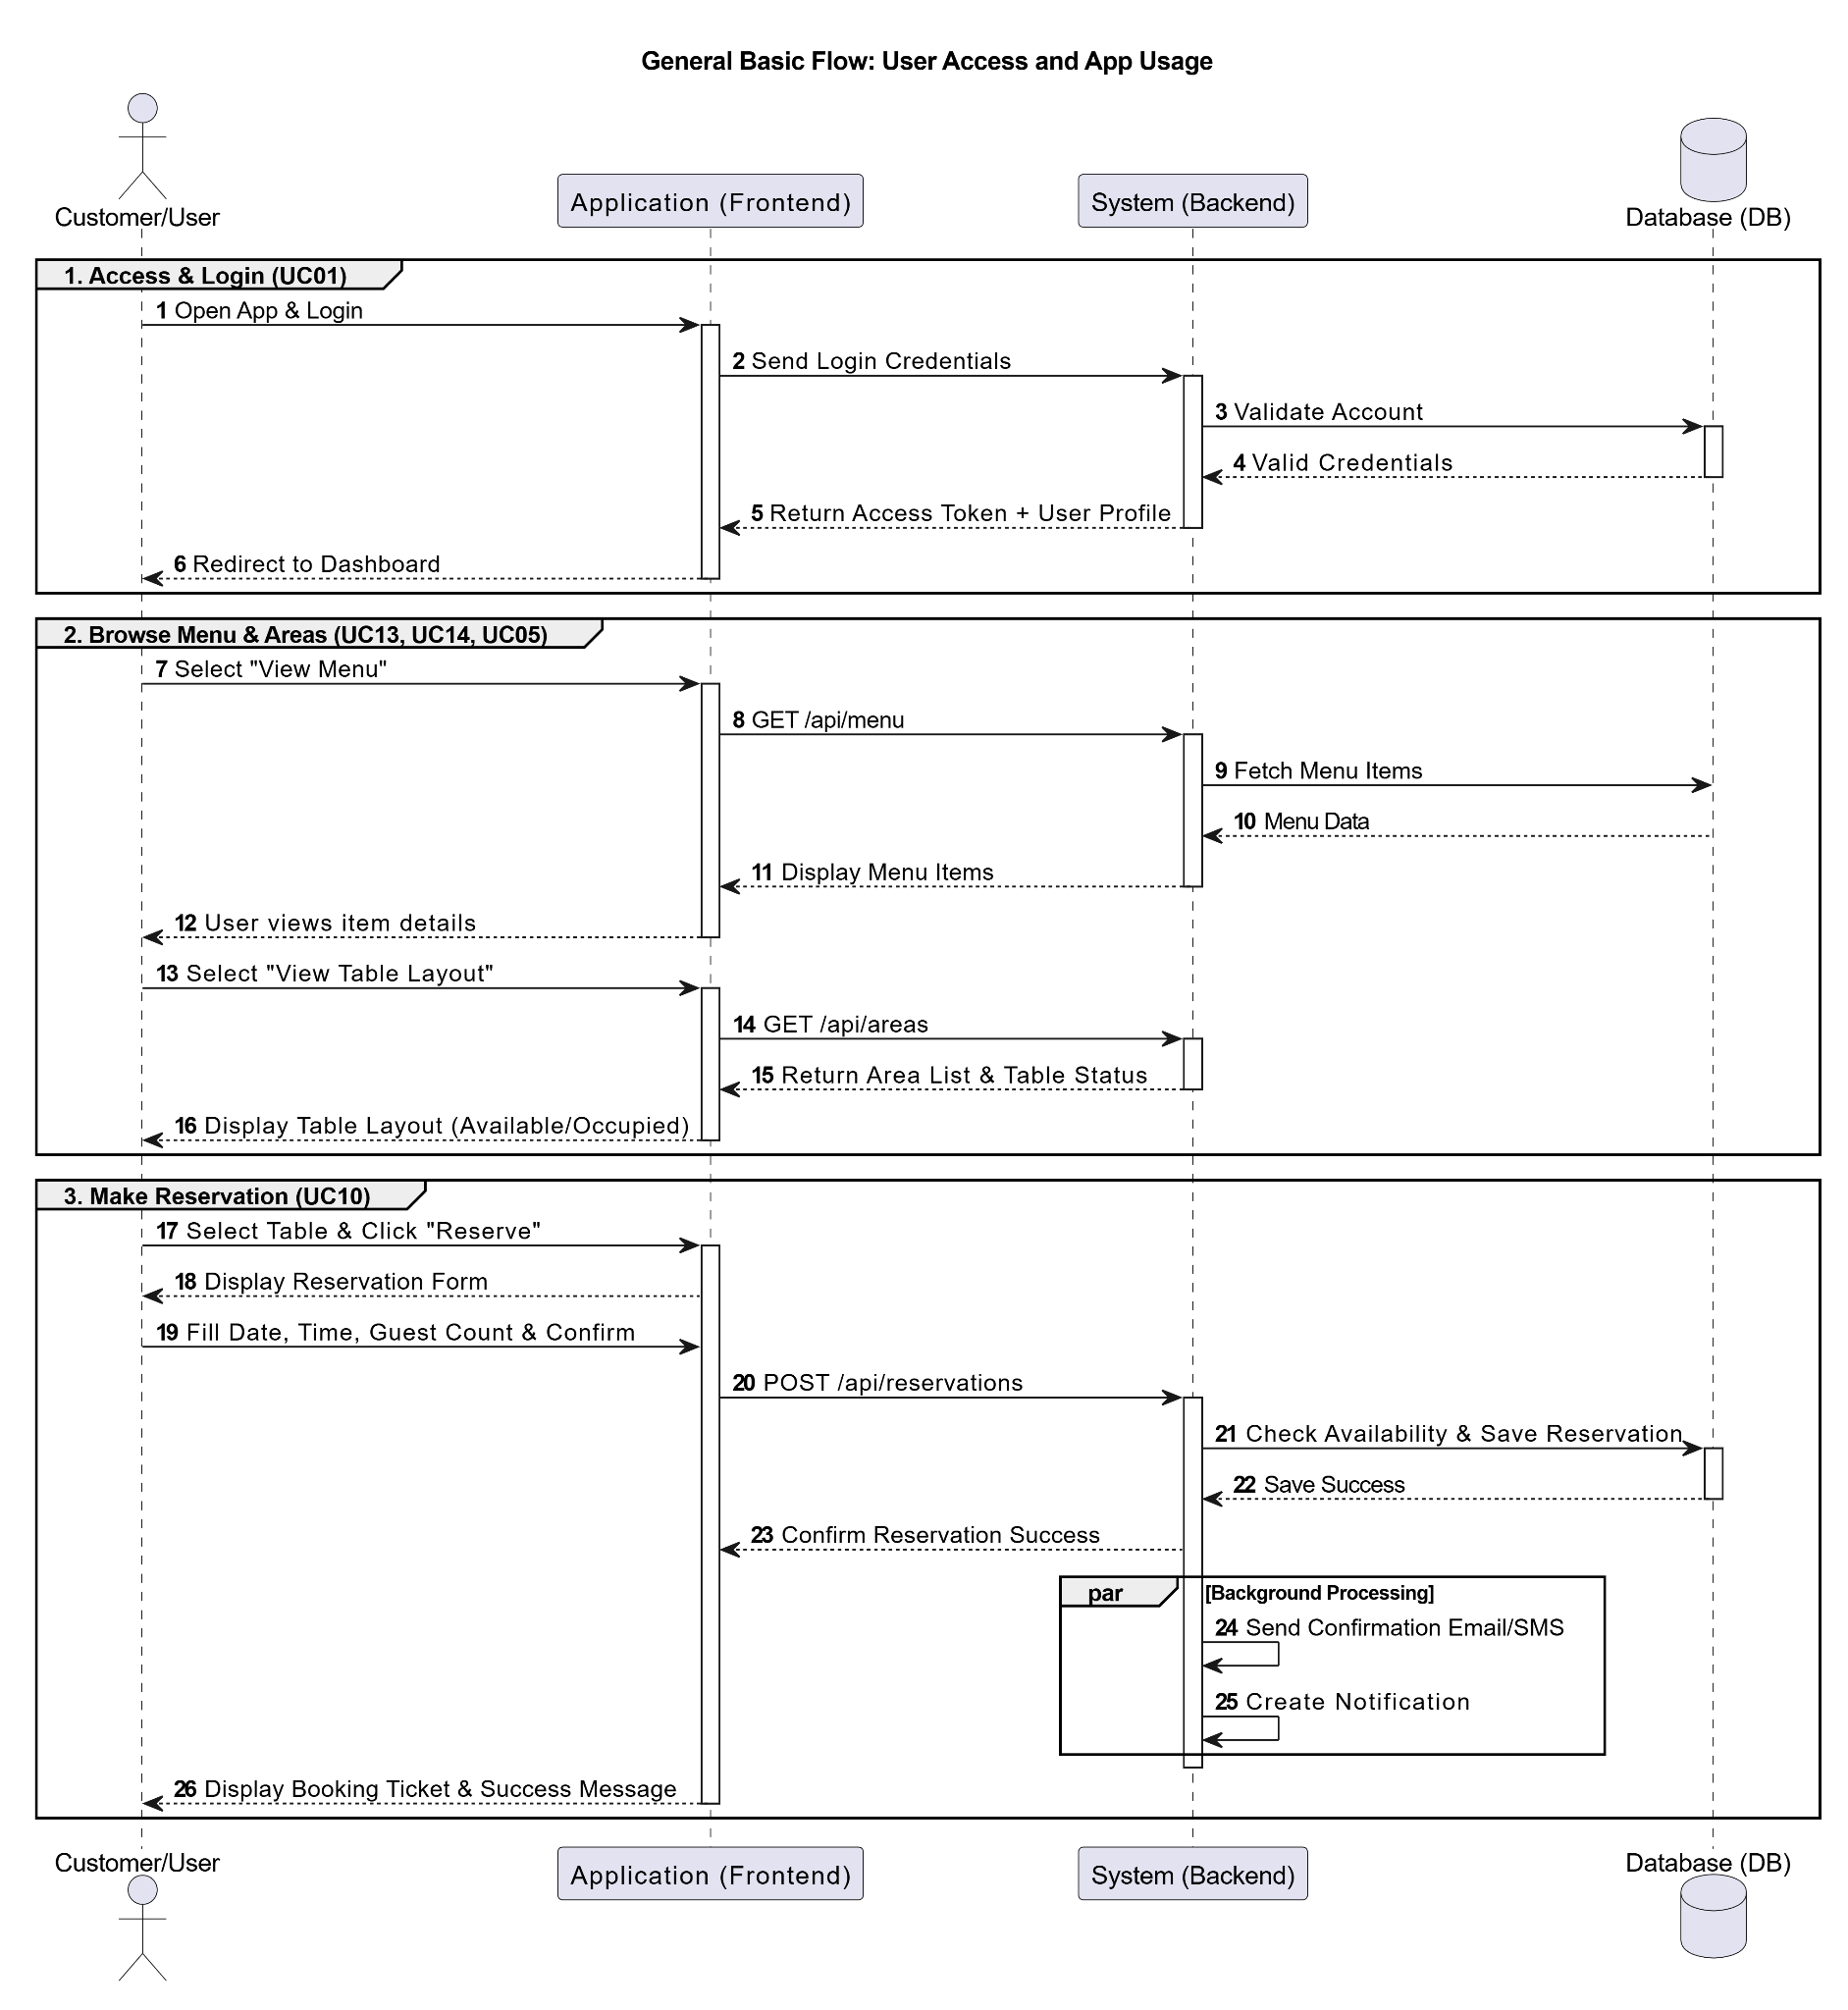 General Basic Flow: User Access and App Usage
Customer/User
Application (Frontend)
System (Backend)
Database (DB)
1. Access & Login (UC01)
1 Open App & Login
2 Send Login Credentials
3 Validate Account
4 Valid Credentials
5 Return Access Token + User Profile
6 Redirect to Dashboard
2. Browse Menu & Areas (UC13, UC14, UC05)
7 Select "View Menu"
8 GET /api/menu
9 Fetch Menu Items
10 Menu Data
11 Display Menu Items
12 User views item details
13 Select "View Table Layout"
14 GET /api/areas
15 Return Area List & Table Status
16 Display Table Layout (Available/Occupied)
3. Make Reservation (UC10)
17 Select Table & Click "Reserve"
18 Display Reservation Form
19 Fill Date, Time, Guest Count & Confirm
20 POST /api/reservations
21 Check Availability & Save Reservation
22 Save Success
23 Confirm Reservation Success
par
[Background Processing]
24 Send Confirmation Email/SMS
25 Create Notification
26 Display Booking Ticket & Success Message
Customer/User
Application (Frontend)
System (Backend)
Database (DB)